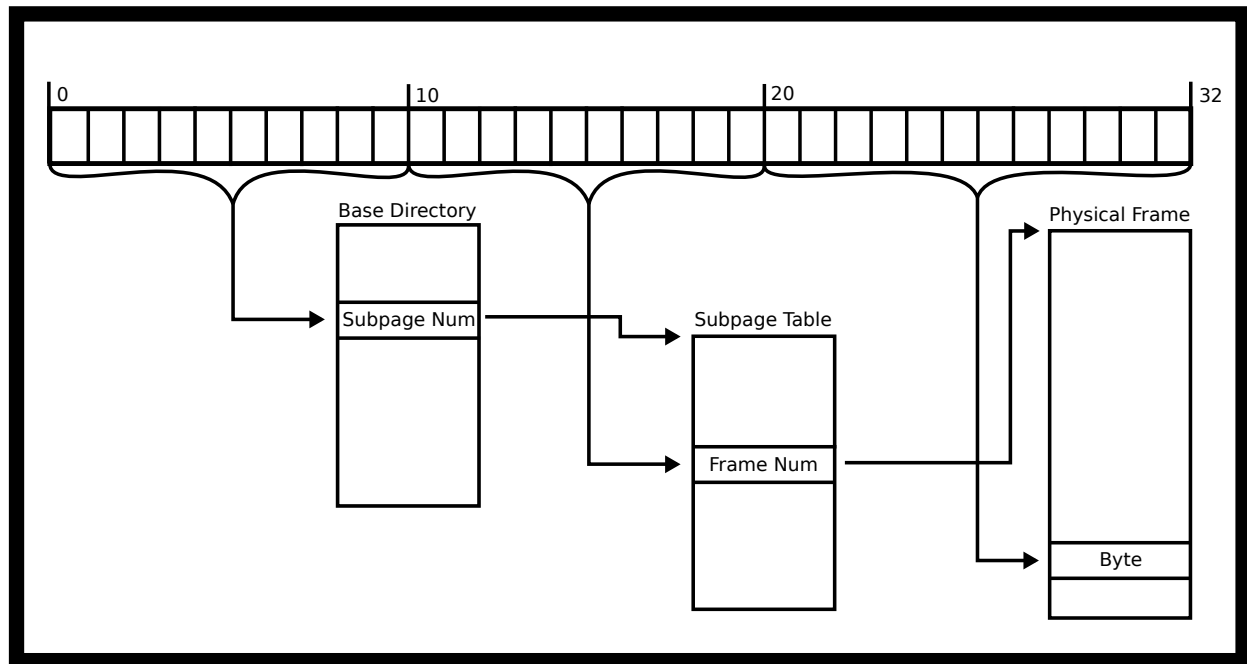 0
10
20
32
Base Directory
Physical Frame
Subpage Num
Subpage Table
Frame Num
Byte